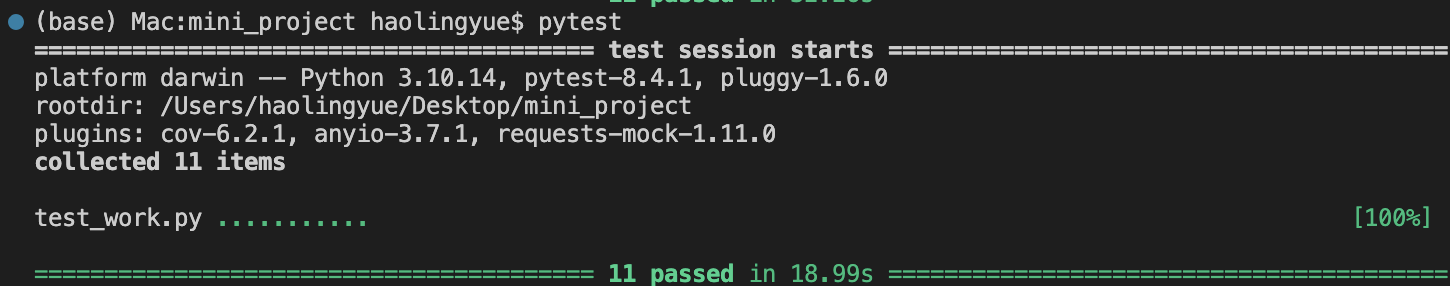 (base) Mac:mini_project haolingyue$ pytest
======================================== test session starts ========================================
platform darwin -- Python 3.10.14, pytest-8.4.1, pluggy-1.6.0
rootdir: /Users/haolingyue/Desktop/mini_project
plugins: cov-6.2.1, anyio-3.7.1, requests-mock-1.11.0
collected 11 items
test_work.py ........... [100%]
======================================== 11 passed in 18.99s ========================================